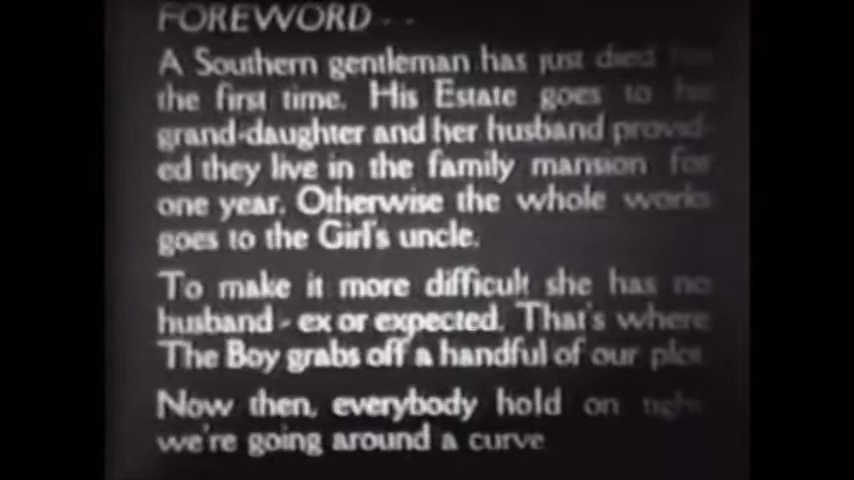 FOREWORD - -
A Southern gentleman has just died for
the first time. His Estate goes to his
grand-daughter and her husband provid-
ed they live in the family mansion for
one year. Otherwise the whole works
goes to the Girl's uncle.
To make it more difficult she has no
husband - ex or expected. That's where
The Boy grabs off a handful of our plot.
Now then, everybody hold on tight
we're going around a curve